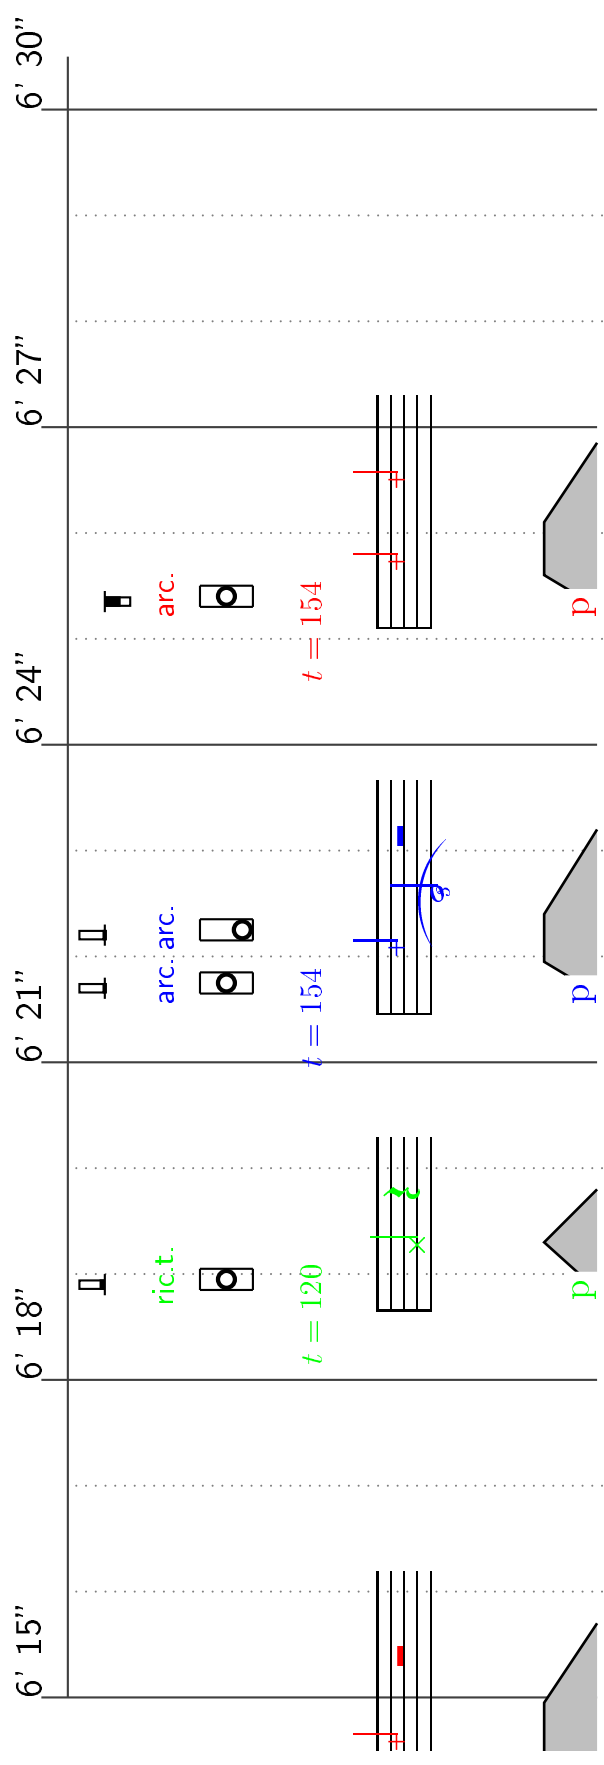 6' 15” 6' 18” 6' 21” 6' 24” 6' 27” 6' 30”
ric.t. arc. arc. arc.
t = 120 t = 154 t = 154
p p p